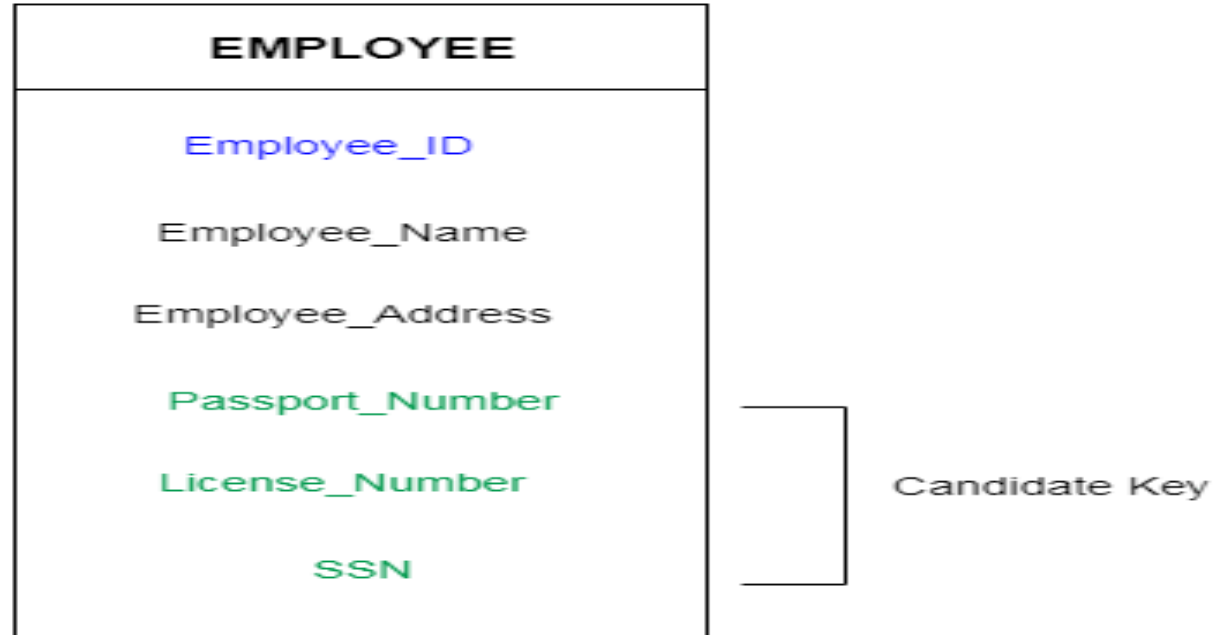 EMPLOYEE
Employee_ID
Employee_Name
Employee_Address
Passport_Number
License_Number
SSN
Candidate Key